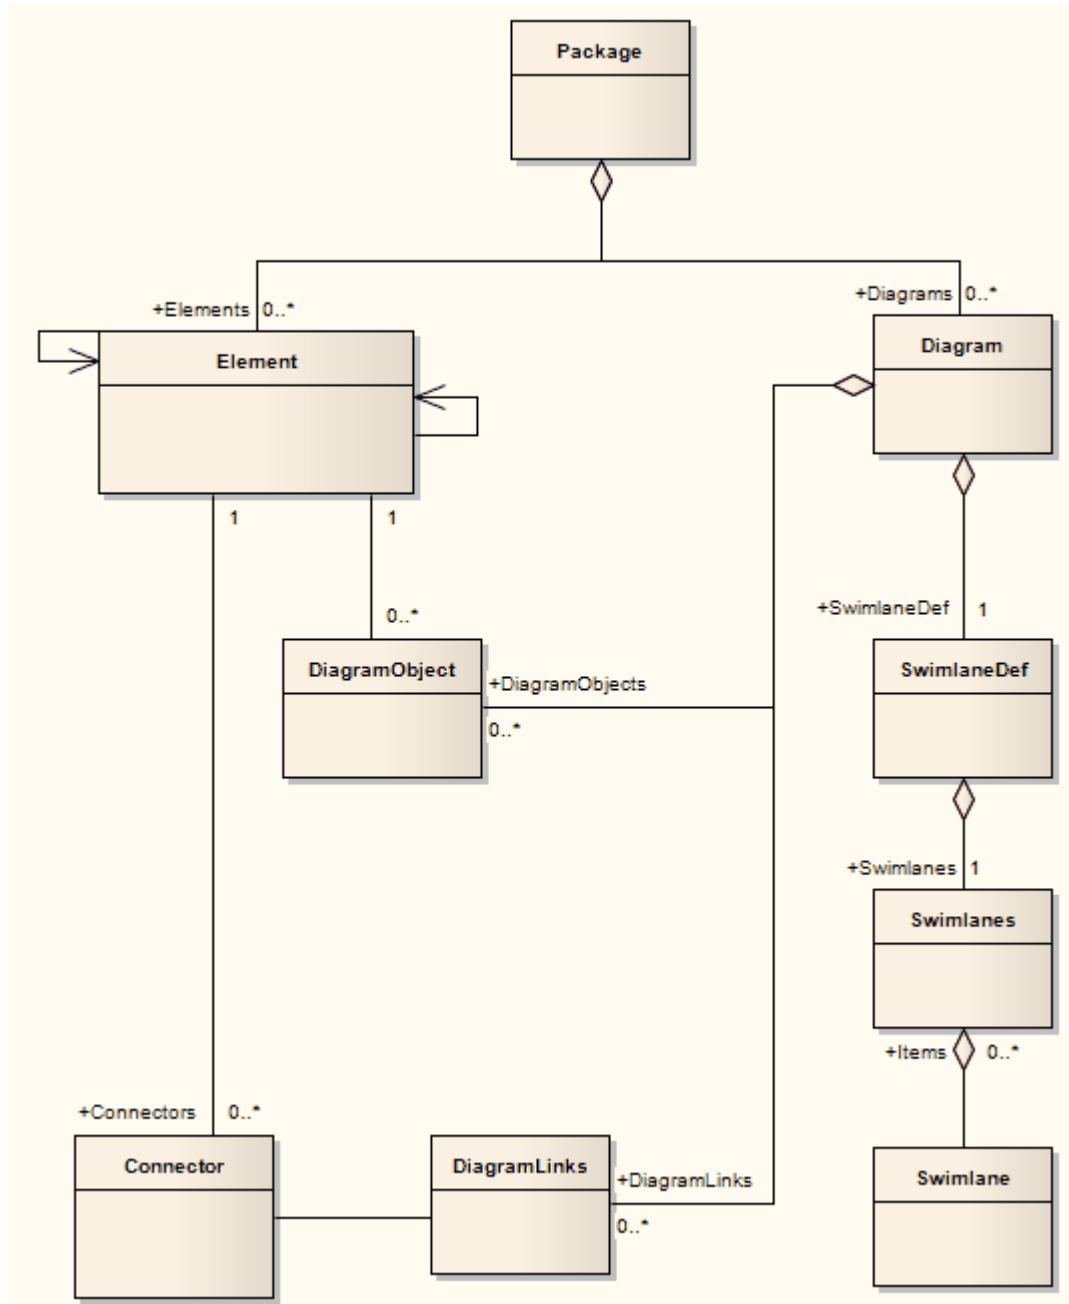 Package
+Elements 0..*
+Diagrams 0..*
Element
Diagram
1
1
0..*
+SwimlaneDef 1
DiagramObject
SwimlaneDef
+DiagramObjects
0..*
+Swimlanes 1
Swimlanes
+Items 0..*
+Connectors 0..*
Connector
DiagramLinks
+DiagramLinks
Swimlane
0..*